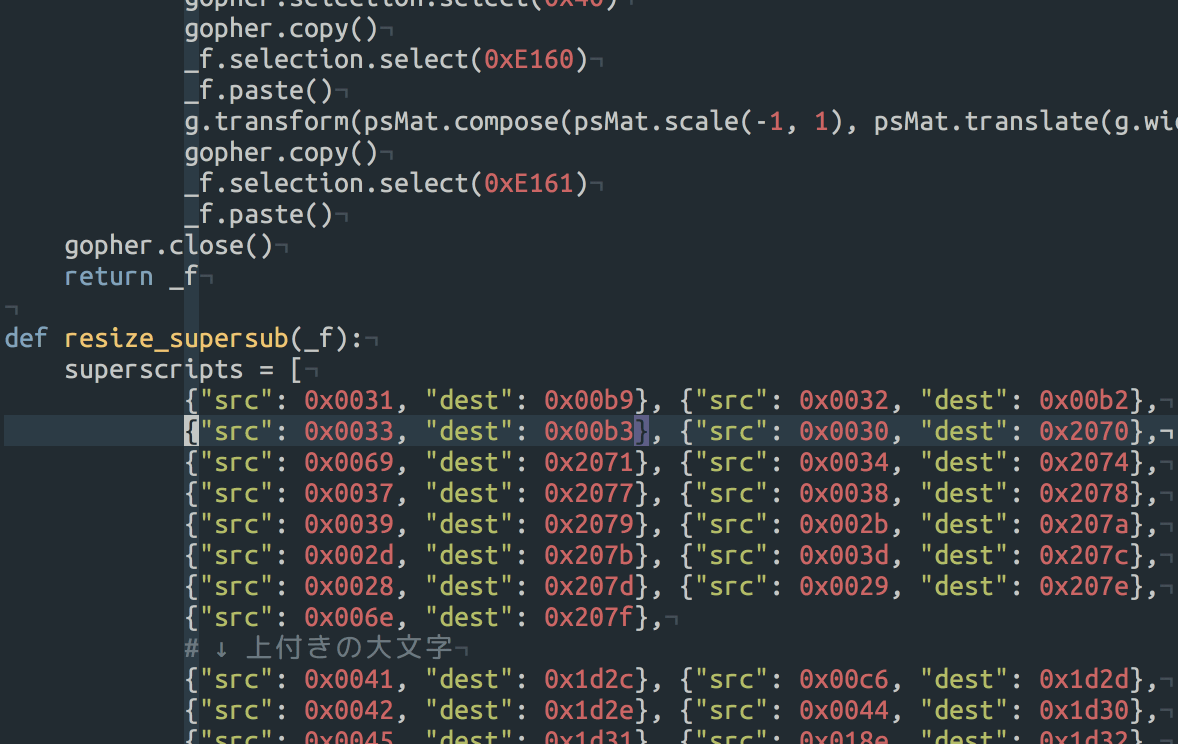 gopher.selection.select(0x40)¬
gopher.copy()¬
_f.selection.select(0xE160)¬
_f.paste()¬
g.transform(psMat.compose(psMat.scale(-1, 1), psMat.translate(g.wi
gopher.copy()¬
_f.selection.select(0xE161)¬
_f.paste()¬
gopher.close()¬
return _f¬
¬
def resize_supersub(_f):¬
superscripts = [¬
{"src": 0x0031, "dest": 0x00b9}, {"src": 0x0032, "dest": 0x00b2},¬
{"src": 0x0033, "dest": 0x00b3}, {"src": 0x0030, "dest": 0x2070},¬
{"src": 0x0069, "dest": 0x2071}, {"src": 0x0034, "dest": 0x2074},¬
{"src": 0x0037, "dest": 0x2077}, {"src": 0x0038, "dest": 0x2078},¬
{"src": 0x0039, "dest": 0x2079}, {"src": 0x002b, "dest": 0x207a},¬
{"src": 0x002d, "dest": 0x207b}, {"src": 0x003d, "dest": 0x207c},¬
{"src": 0x0028, "dest": 0x207d}, {"src": 0x0029, "dest": 0x207e},¬
{"src": 0x006e, "dest": 0x207f},¬
# ↓ 上付きの大文字¬
{"src": 0x0041, "dest": 0x1d2c}, {"src": 0x00c6, "dest": 0x1d2d},¬
{"src": 0x0042, "dest": 0x1d2e}, {"src": 0x0044, "dest": 0x1d30},¬
{"src": 0x0045, "dest": 0x1d31}, {"src": 0x018e, "dest": 0x1d32},¬